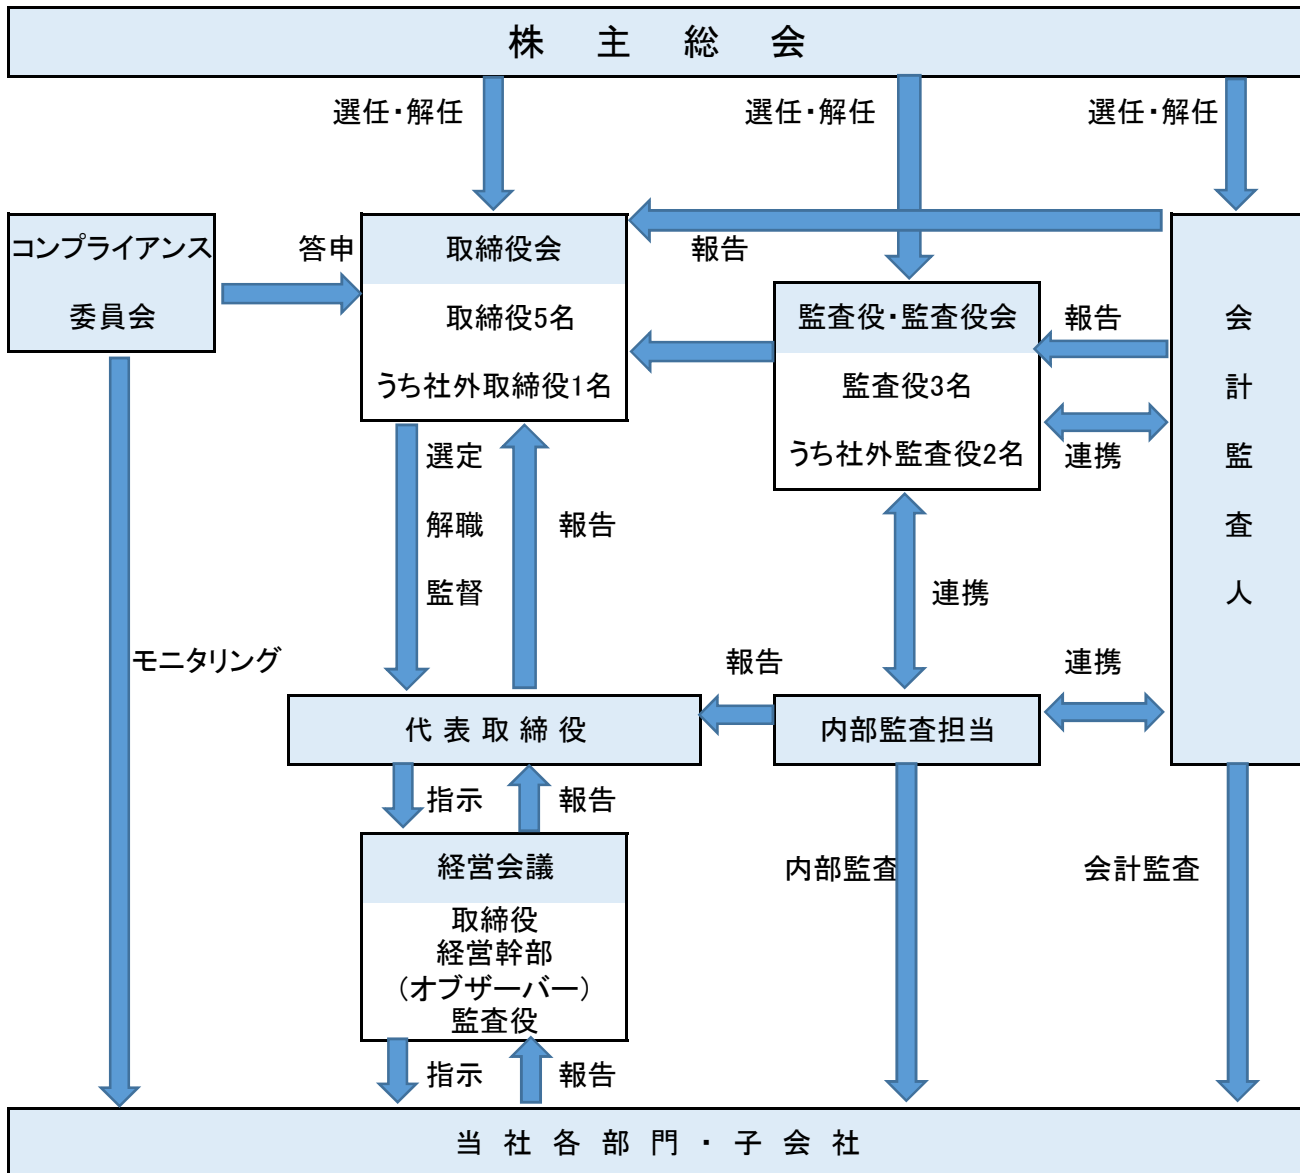 株 主 総 会
選任・解任
選任・解任
選任・解任
コンプライアンス
委員会
答申
取締役会
取締役5名
うち社外取締役1名
報告
監査役・監査役会
監査役3名
うち社外監査役2名
報告
連携
会
計
監
査
人
選定
解職
監督
報告
連携
モニタリング
報告
連携
代 表 取 締 役
内部監査担当
指示
報告
経営会議
取締役
経営幹部
(オブザーバー)
監査役
内部監査
会計監査
指示
報告
当 社 各 部 門 ・ 子 会 社